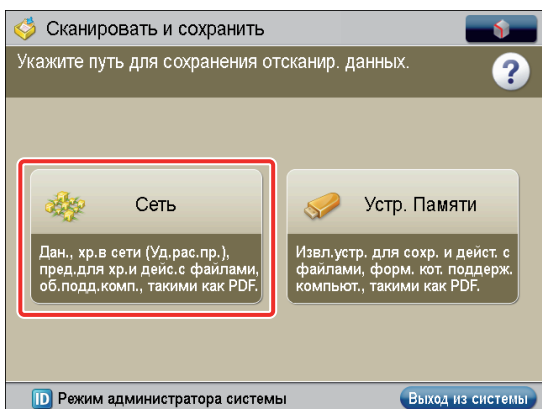 Сканировать и сохранить
Укажите путь для сохранения отсканир. данных.
?
Сеть
Дан., хр.в сети (Уд.рас.пр.),
пред.для хр.и дейс.с файлами,
об.подд.комп., такими как PDF.
Устр. Памяти
Извл.устр. для сохр. и дейст. с
файлами, форм. кот. поддерж.
компьют., такими как PDF.
ID Режим администратора системы
Выход из системы